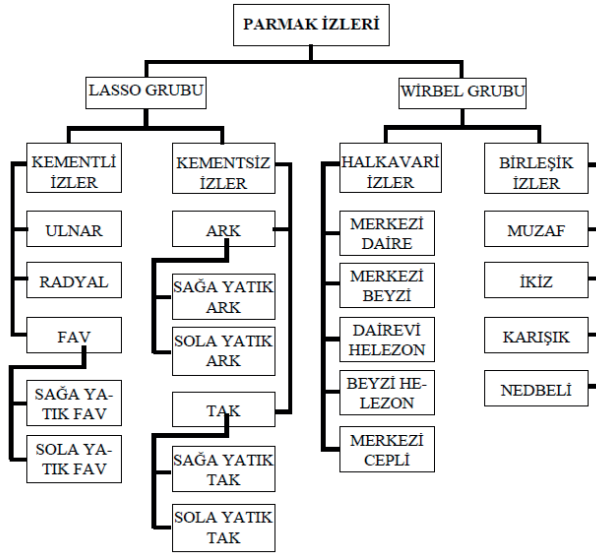 PARMAK İZLERİ
LASSO GRUBU
WİRBEL GRUBU
KEMENTLİ
İZLER
KEMENTSİZ
İZLER
HALKAVARİ
İZLER
BİRLEŞİK
İZLER
ULNAR
RADYAL
FAV
SAĞA YA-
TIK FAV
SOLA YA-
TIK FAV
ARK
SAĞA YATIK
ARK
SOLA YATIK
ARK
TAK
SAĞA YATIK
TAK
SOLA YATIK
TAK
MERKEZİ
DAİRE
MERKEZİ
BEYZİ
DAİREVİ
HELEZON
BEYZİ HE-
LEZON
MERKEZİ
CEPLİ
MUZAF
İKİZ
KARIŞIK
NEDBELİ